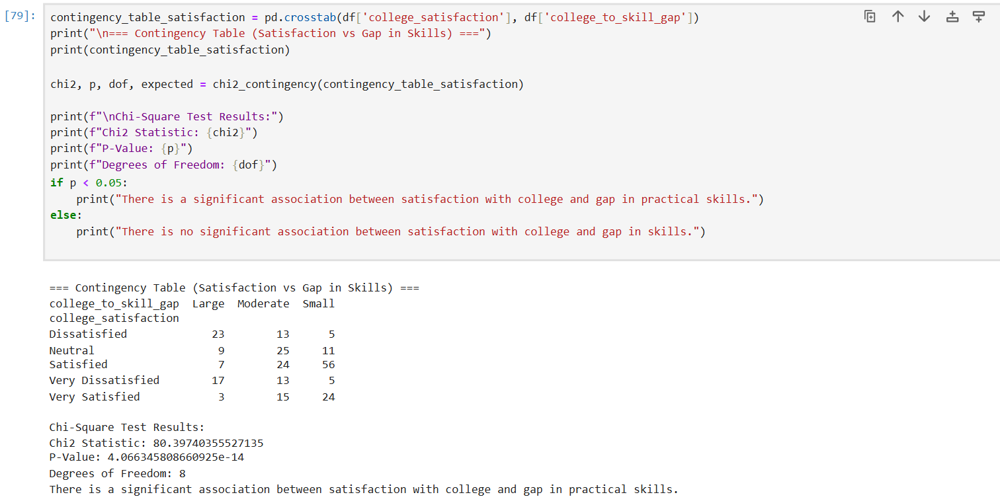 [79]: contingency_table_satisfaction = pd.crosstab(df['college_satisfaction'], df['college_to_skill_gap'])
print("\n=== Contingency Table (Satisfaction vs Gap in Skills) ===")
print(contingency_table_satisfaction)

chi2, p, dof, expected = chi2_contingency(contingency_table_satisfaction)

print(f"\nChi-Square Test Results:")
print(f"Chi2 Statistic: {chi2}")
print(f"P-Value: {p}")
print(f"Degrees of Freedom: {dof}")
if p < 0.05:
    print("There is a significant association between satisfaction with college and gap in practical skills.")
else:
    print("There is no significant association between satisfaction with college and gap in skills.")

=== Contingency Table (Satisfaction vs Gap in Skills) ===
college_to_skill_gap  Large  Moderate  Small
college_satisfaction
Dissatisfied             23        13      5
Neutral                   9        25     11
Satisfied                 7        24     56
Very Dissatisfied        17        13      5
Very Satisfied            3        15     24

Chi-Square Test Results:
Chi2 Statistic: 80.39740355527135
P-Value: 4.066345808660925e-14
Degrees of Freedom: 8
There is a significant association between satisfaction with college and gap in practical skills.